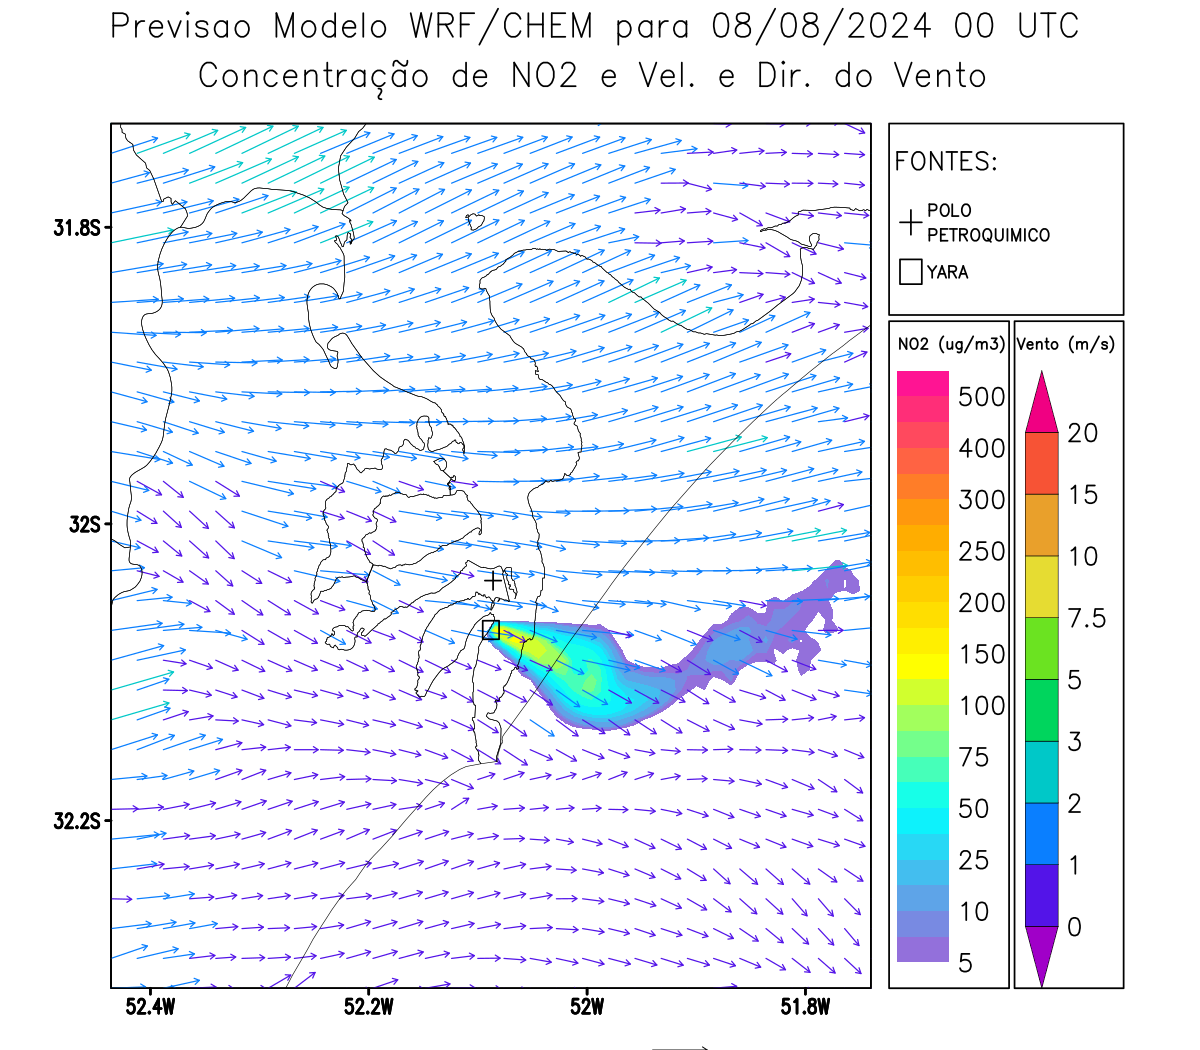 Previsao Modelo WRF/CHEM para 08/08/2024 00 UTC
Concentração de NO2 e Vel. e Dir. do Vento
FONTES:
POLO
PETROQUIMICO
YARA
NO2 (ug/m3)
500
400
300
250
200
150
100
75
50
25
10
5
Vento (m/s)
20
15
10
7.5
5
3
2
1
0
31.8S
32S
32.2S
52.4W
52.2W
52W
51.8W